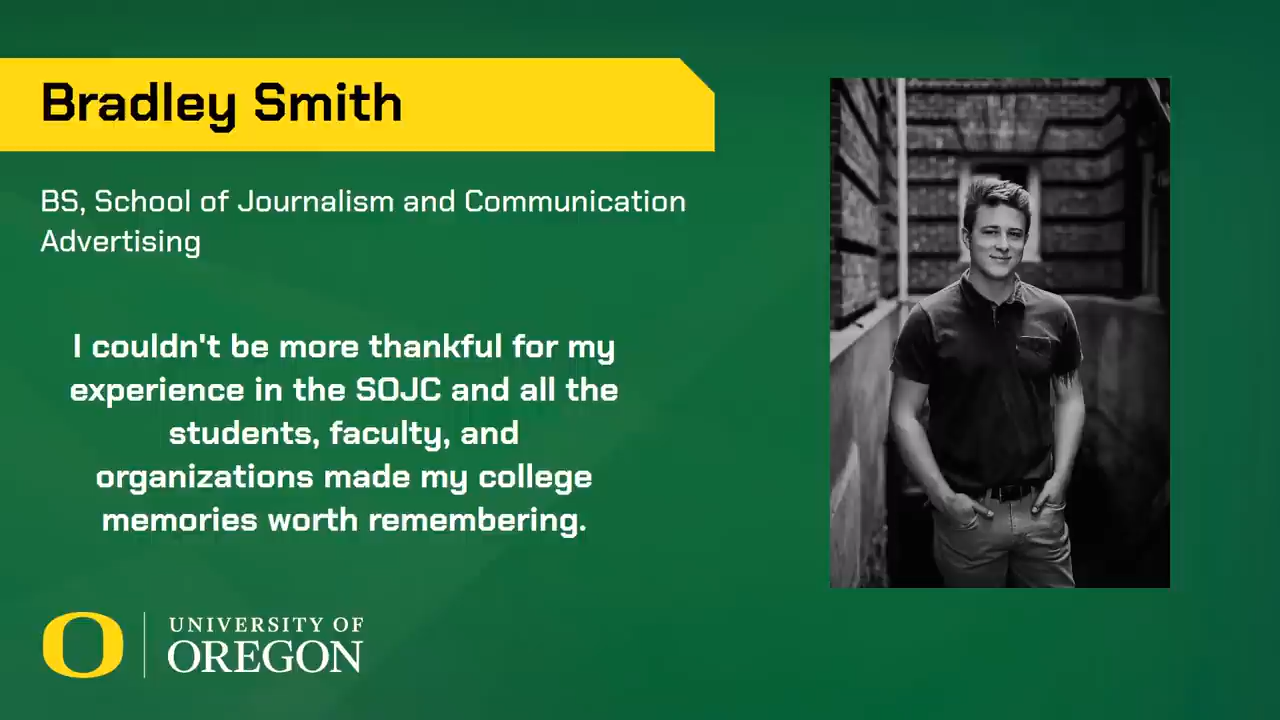 Bradley Smith
BS, School of Journalism and Communication
Advertising
I couldn't be more thankful for my
experience in the SOJC and all the
students, faculty, and
organizations made my college
memories worth remembering.
O
UNIVERSITY OF
OREGON